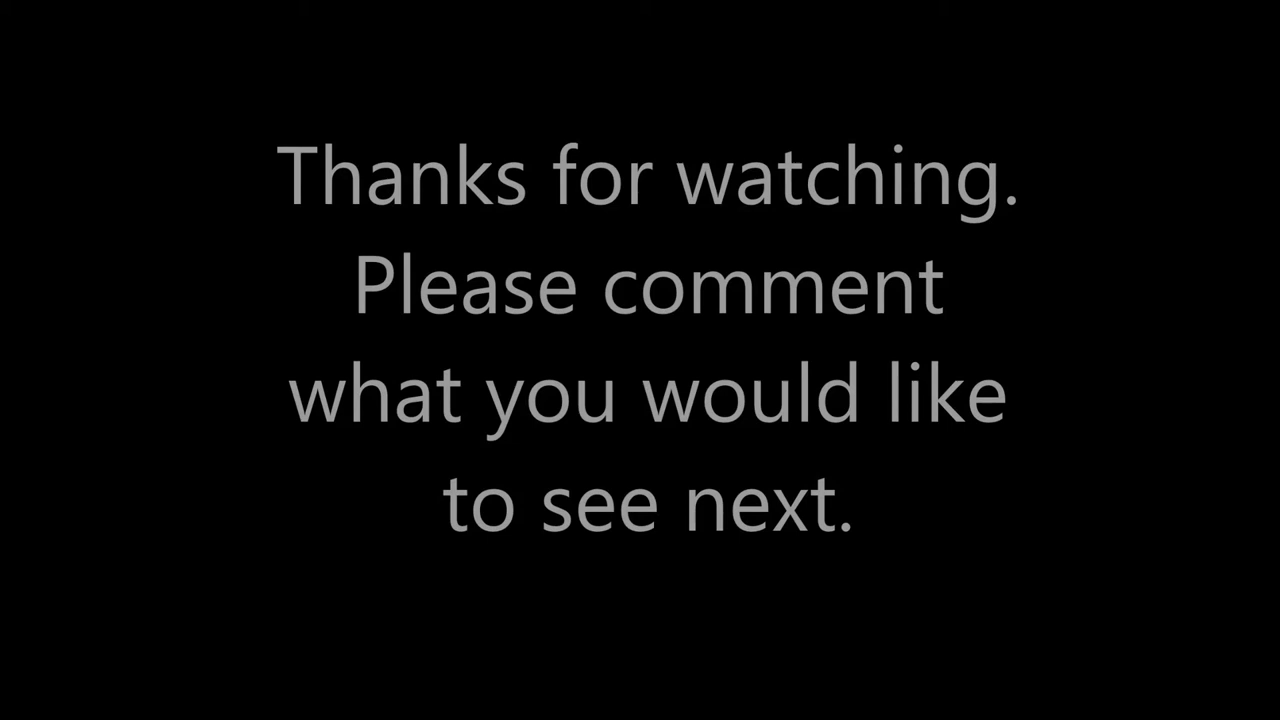 Thanks for watching.
Please comment
what you would like
to see next.